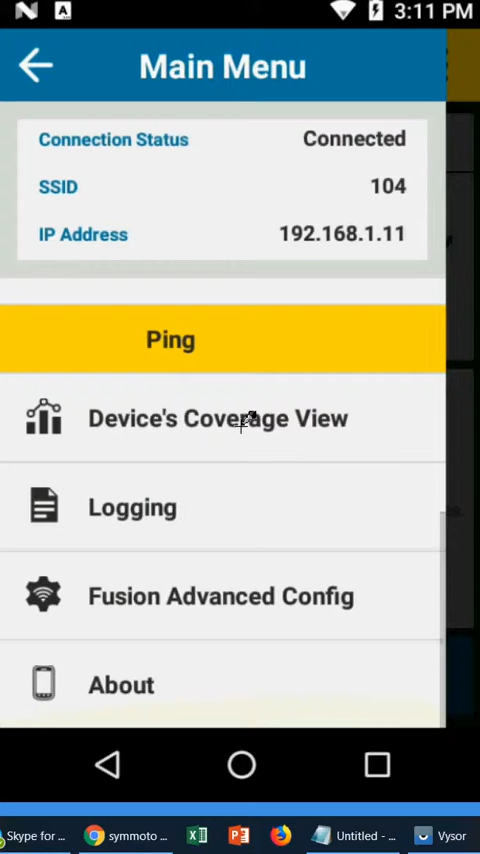 3:11 PM
Main Menu
Connection Status Connected
SSID 104
IP Address 192.168.1.11
Ping
Device's Coverage View
Logging
Fusion Advanced Config
About
Skype for ... symmoto ... Untitled - ... Vysor